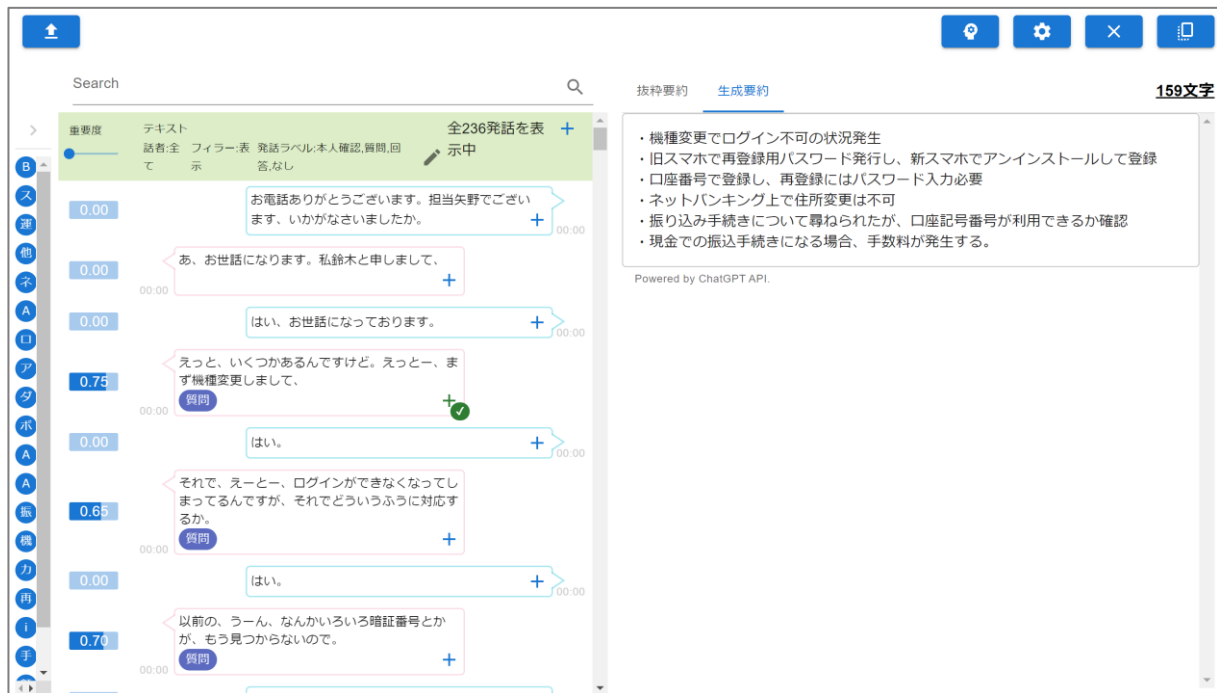 Search
抜粋要約 生成要約
159文字
重要度
テキスト
話者:全て
フィラー:表示
発話ラベル:本人確認,質問,回答,なし
全236発話を表示中
B
ス
運
他
ネ
A
ロ
ア
ダ
ボ
A
A
振
機
カ
再
i
手
0.00
お電話ありがとうございます。担当矢野でござい
ます、いかがなさいましたか。
00:00
0.00
あ、お世話になります。私鈴木と申しまして、
00:00
0.00
はい、お世話になっております。
00:00
0.75
えっと、いくつかあるんですけど。えっとー、ま
ず機種変更しまして、
質問
00:00
0.00
はい。
00:00
0.65
それで、えーとー、ログインができなくなってし
まってるんですが、それでどういうふうに対応す
るか。
質問
00:00
0.00
はい。
00:00
0.70
以前の、うーん、なんかいろいろ暗証番号とか
が、もう見つからないので。
質問
00:00
・機種変更でログイン不可の状況発生
・旧スマホで再登録用パスワード発行し、新スマホでアンインストールして登録
・口座番号で登録し、再登録にはパスワード入力必要
・ネットバンキング上で住所変更は不可
・振り込み手続きについて尋ねられたが、口座記号番号が利用できるか確認
・現金での振込手続きになる場合、手数料が発生する。
Powered by ChatGPT API.